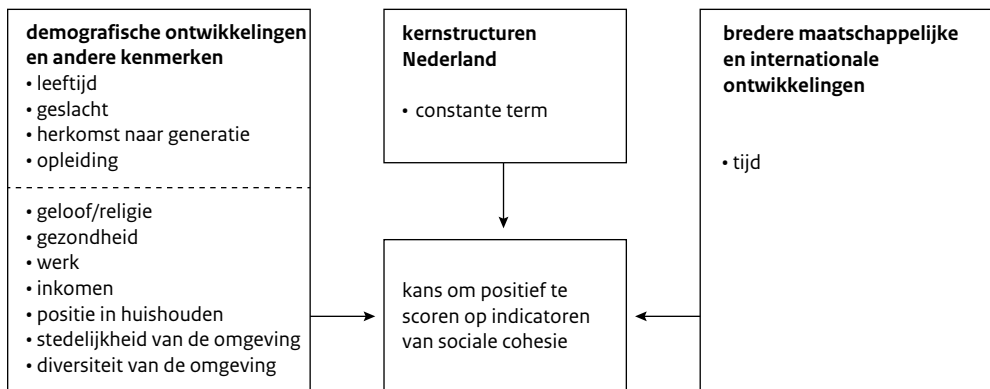 demografische ontwikkelingen
en andere kenmerken
• leeftijd
• geslacht
• herkomst naar generatie
• opleiding
• geloof/religie
• gezondheid
• werk
• inkomen
• positie in huishouden
• stedelijkheid van de omgeving
• diversiteit van de omgeving
kernstructuren
Nederland
• constante term
kans om positief te
scoren op indicatoren
van sociale cohesie
bredere maatschappelijke
en internationale
ontwikkelingen
• tijd